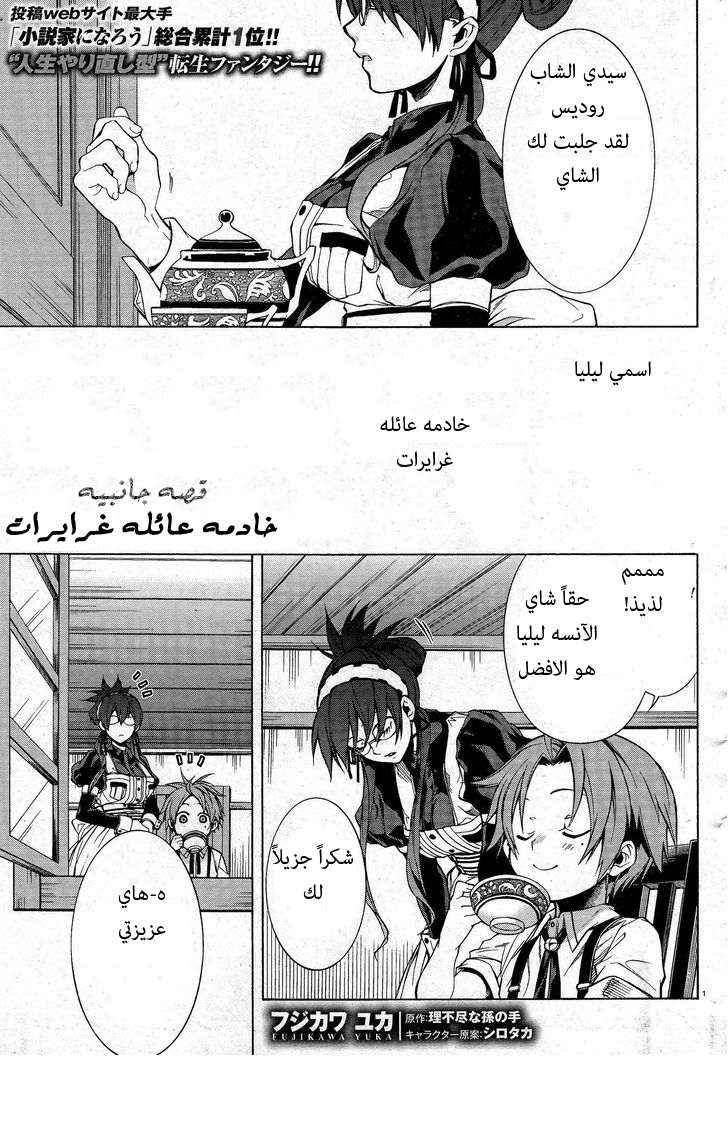 投稿webサイト最大手
「小説家になろう」総合累計1位!!
“人生やり直し型”転生ファンタジー!!
سيدي الشاب
روديس
لقد جلبت لك
الشاي
اسمي ليليا
خادمه عائله
غرايرات
قصه جانبيه
خادمه عائله غرايرات
مممم
لذيذ!
!
حقاً شاي
الآنسه ليليا
هو الافضل
شكراً جزيلاً
لك
ه-هاي
عزيزتي
1
フジカワ ユカ
FUJIKAWA YUKA
原作:理不尽な孫の手
キャラクター原案:シロタカ